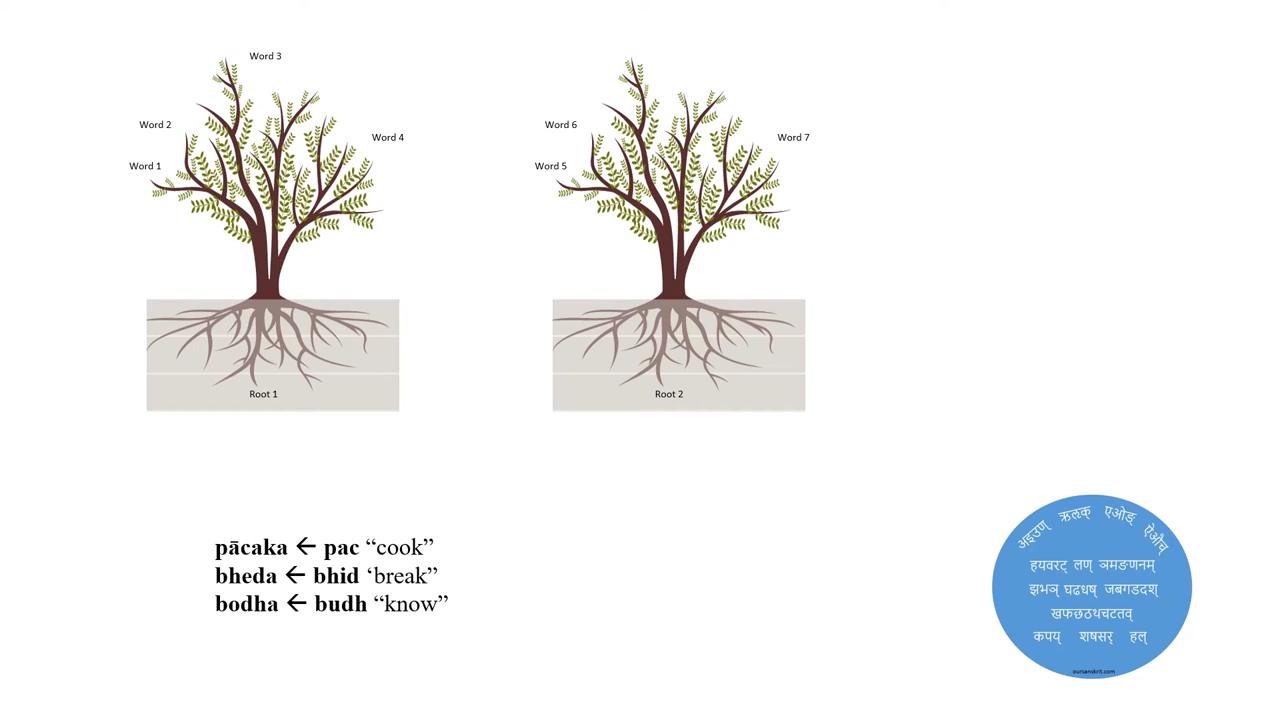 Word 3
Word 2
Word 6
Word 4
Word 7
Word 1
Word 5
Root 1
Root 2
pācaka ← pac “cook”
bheda ← bhid ‘break”
bodha ← budh “know”
अइउण् ऋऌक् एओङ् ऐऔच्
हयवरट् लण् ञमङणनम्
झभञ् घढधष् जबगडदश्
खफछठथचटतव्
कपय् शषसर् हल्
oursanskrit.com